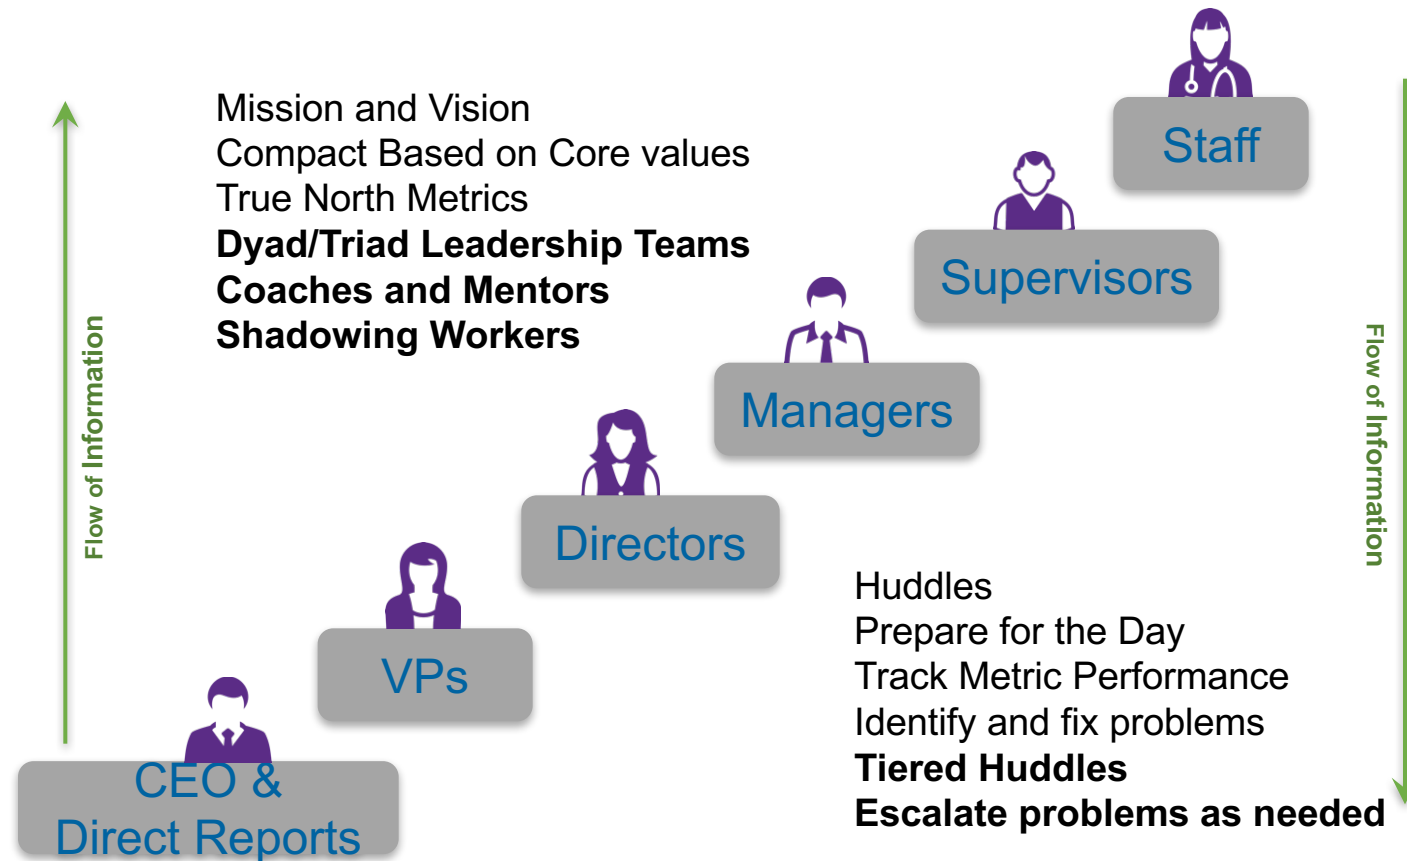 Mission and Vision
Compact Based on Core values
True North Metrics
Dyad/Triad Leadership Teams
Coaches and Mentors
Shadowing Workers
Flow of Information
Staff
Supervisors
Managers
Directors
VPs
CEO &
Direct Reports
Flow of Information
Huddles
Prepare for the Day
Track Metric Performance
Identify and fix problems
Tiered Huddles
Escalate problems as needed